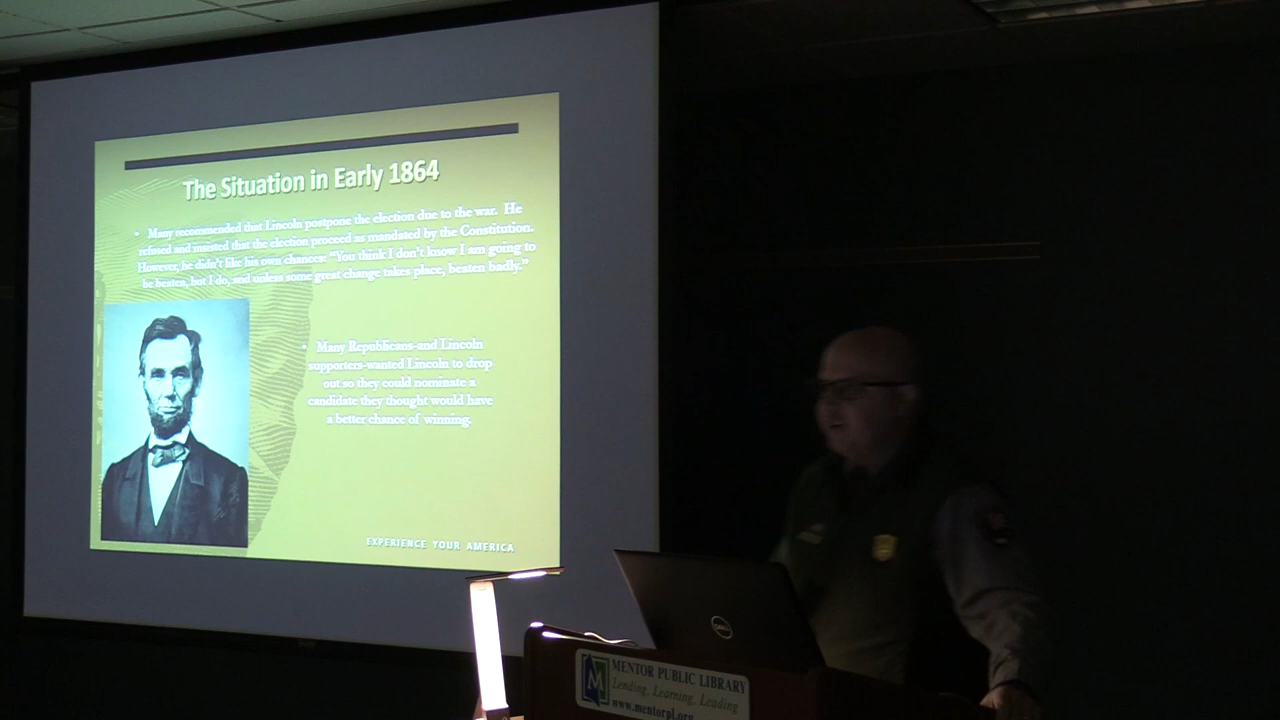 The Situation in Early 1864
• Many recommended that Lincoln postpone the election due to the war. He
refused and insisted that the election proceed as mandated by the Constitution.
However, he didn't like his own chances: "You think I don't know I am going to
be beaten, but I do, and unless some great change takes place, beaten badly."
• Many Republicans-and Lincoln
supporters-wanted Lincoln to drop
out so they could nominate a
candidate they thought would have
a better chance of winning.
EXPERIENCE YOUR AMERICA
DELL
M
MENTOR PUBLIC LIBRARY
Lending, Learning, Leading
www.mentorpl.org